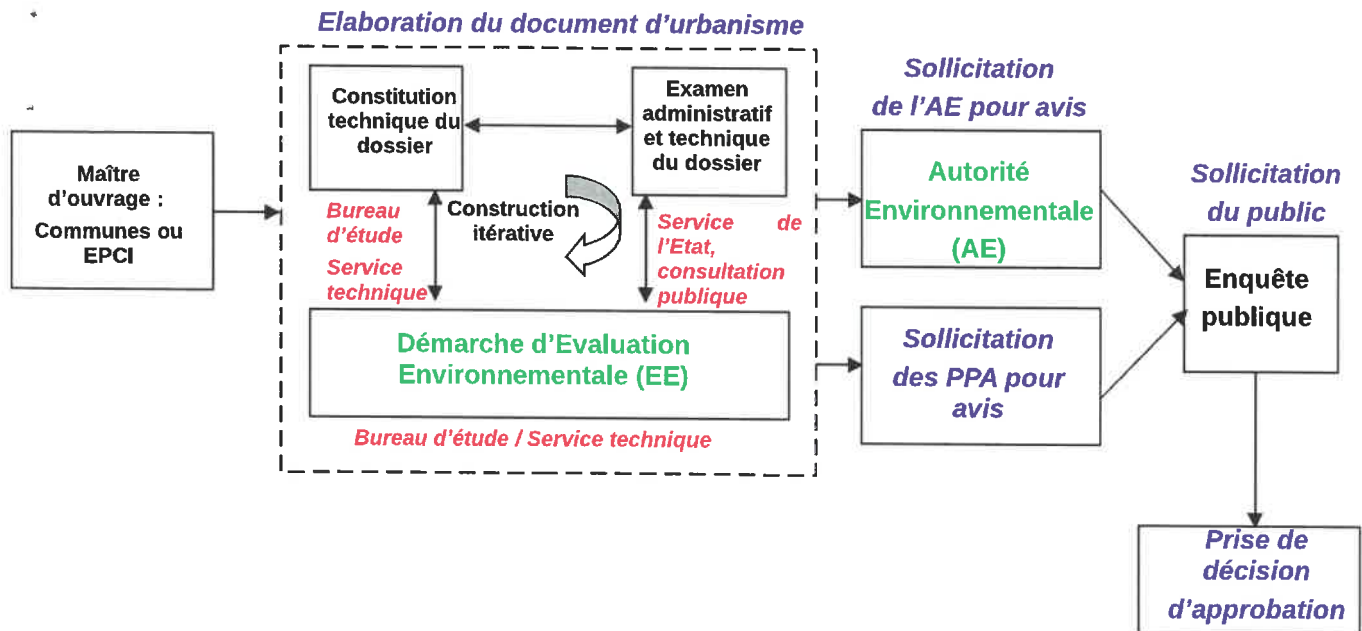 Elaboration du document d'urbanisme
Maître
d'ouvrage :
Communes ou
EPCI
Constitution
technique du
dossier
Examen
administratif
et technique
du dossier
Bureau
d'étude
Service
technique
Construction
itérative
Service de
l'Etat,
consultation
publique
Démarche d'Evaluation
Environnementale (EE)
Bureau d'étude / Service technique
Sollicitation
de l'AE pour avis
Autorité
Environnementale
(AE)
Sollicitation
des PPA pour
avis
Sollicitation
du public
Enquête
publique
Prise de
décision
d'approbation